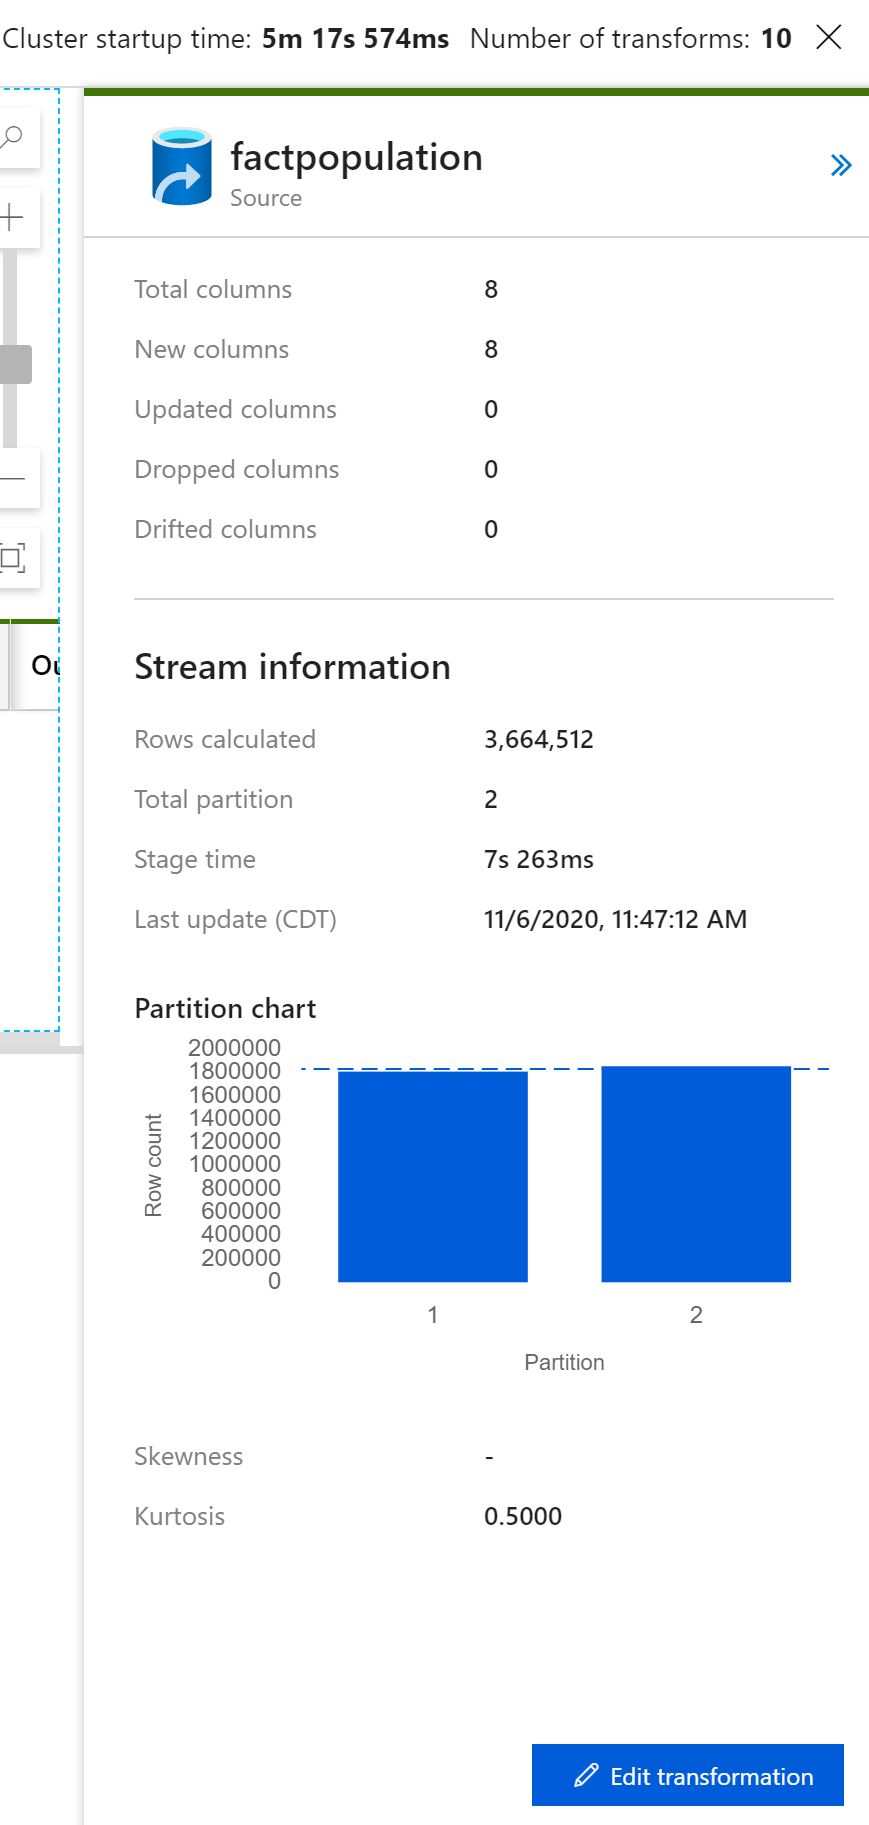 Cluster startup time: 5m 17s 574ms Number of transforms: 10
factpopulation
Source
Total columns 8
New columns 8
Updated columns 0
Dropped columns 0
Drifted columns 0
Stream information
Rows calculated 3,664,512
Total partition 2
Stage time 7s 263ms
Last update (CDT) 11/6/2020, 11:47:12 AM
Partition chart
2000000
1800000
1600000
1400000
1200000
1000000
800000
600000
400000
200000
0
Row count
1 2
Partition
Skewness -
Kurtosis 0.5000
Edit transformation